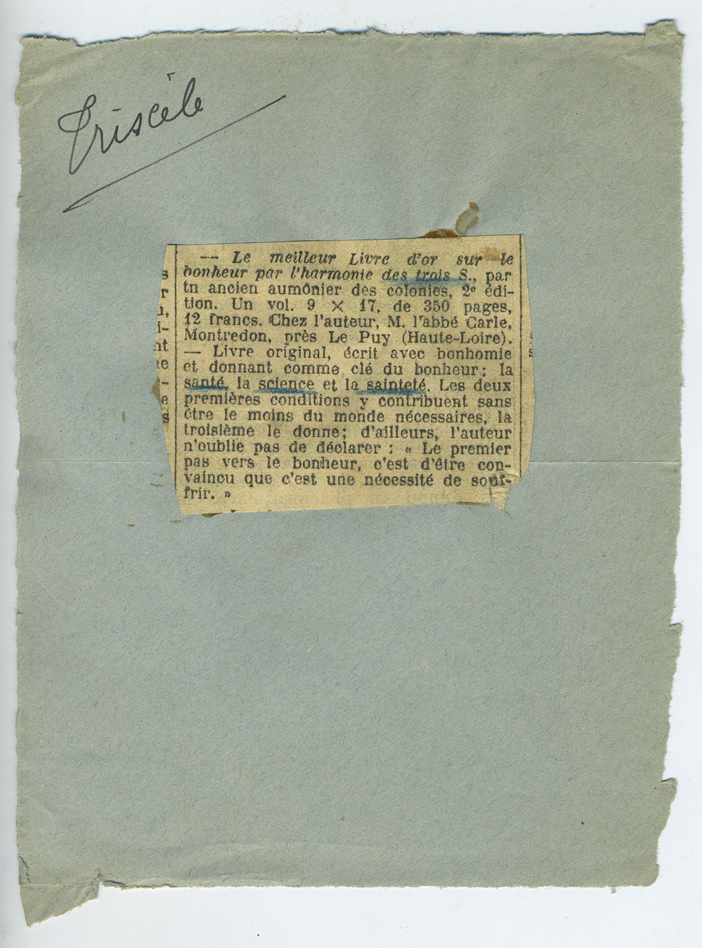 Triscèle
— Le meilleur Livre d'or sur le
bonheur par l'harmonie des trois S., par
tn ancien aumônier des colonies, 2e édi-
tion. Un vol. 9 × 17, de 350 pages,
12 francs. Chez l'auteur, M. l'abbé Carle,
Montredon, près Le Puy (Haute-Loire).
— Livre original, écrit avec bonhomie
et donnant comme clé du bonheur : la
santé, la science et la sainteté. Les deux
premières conditions y contribuent sans
être le moins du monde nécessaires, la
troisième le donne; d'ailleurs, l'auteur
n'oublie pas de déclarer : « Le premier
pas vers le bonheur, c'est d'être con-
vaincu que c'est une nécessité de souf-
frir. »